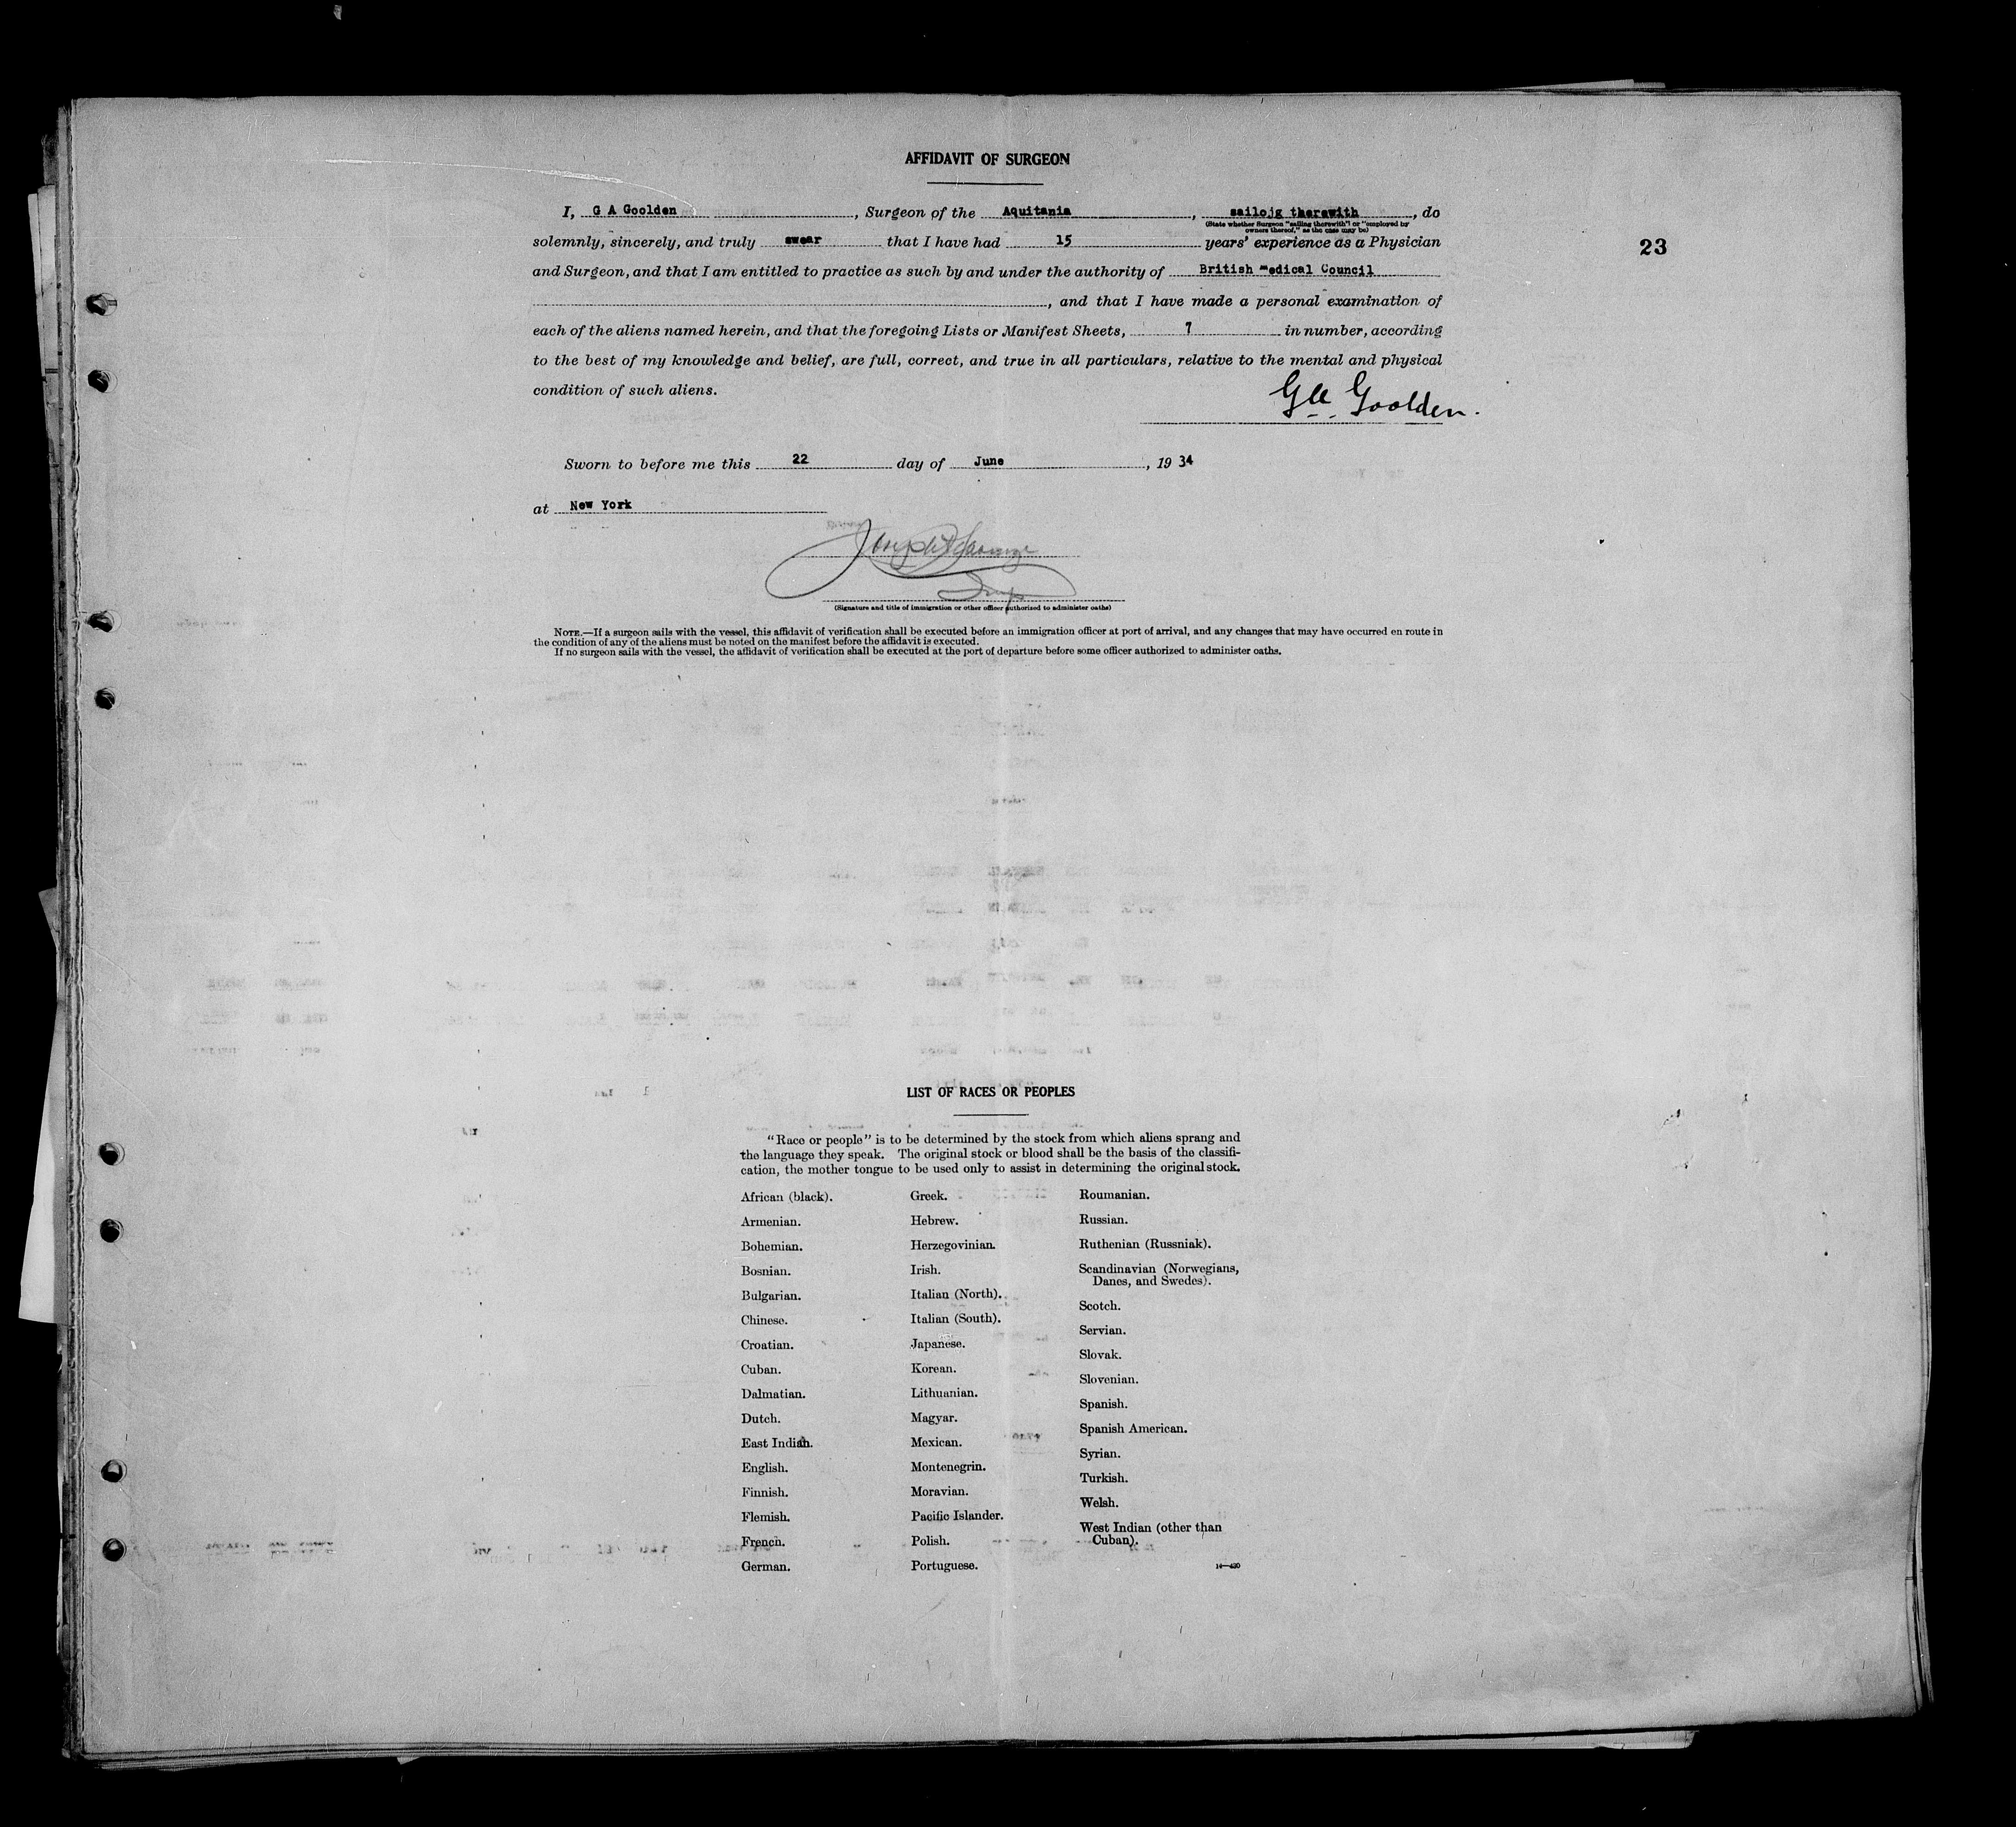 AFFIDAVIT OF SURGEON
I, G A Goolden, Surgeon of the Aquitania, sailojg therewith, do
(State whether Surgeon "sailing therewith" or "employed by
owners thereof," as the case may be)
solemnly, sincerely, and truly swear that I have had 15 years' experience as a Physician
23
and Surgeon, and that I am entitled to practice as such by and under the authority of British medical Council
, and that I have made a personal examination of
each of the aliens named herein, and that the foregoing Lists or Manifest Sheets, 7 in number, according
to the best of my knowledge and belief, are full, correct, and true in all particulars, relative to the mental and physical
condition of such aliens.
G A Goolden.
Sworn to before me this 22 day of June, 19 34
at New York
(Signature and title of immigration or other officer authorized to administer oaths)
NOTE.—If a surgeon sails with the vessel, this affidavit of verification shall be executed before an immigration officer at port of arrival, and any changes that may have occurred en route in
the condition of any of the aliens must be noted on the manifest before the affidavit is executed.
If no surgeon sails with the vessel, the affidavit of verification shall be executed at the port of departure before some officer authorized to administer oaths.
LIST OF RACES OR PEOPLES
"Race or people" is to be determined by the stock from which aliens sprang and
the language they speak. The original stock or blood shall be the basis of the classifi-
cation, the mother tongue to be used only to assist in determining the original stock.
African (black).
Armenian.
Bohemian.
Bosnian.
Bulgarian.
Chinese.
Croatian.
Cuban.
Dalmatian.
Dutch.
East Indian.
English.
Finnish.
Flemish.
French.
German.
Greek.
Hebrew.
Herzegovinian.
Irish.
Italian (North).
Italian (South).
Japanese.
Korean.
Lithuanian.
Magyar.
Mexican.
Montenegrin.
Moravian.
Pacific Islander.
Polish.
Portuguese.
Roumanian.
Russian.
Ruthenian (Russniak).
Scandinavian (Norwegians,
Danes, and Swedes).
Scotch.
Servian.
Slovak.
Slovenian.
Spanish.
Spanish American.
Syrian.
Turkish.
Welsh.
West Indian (other than
Cuban).